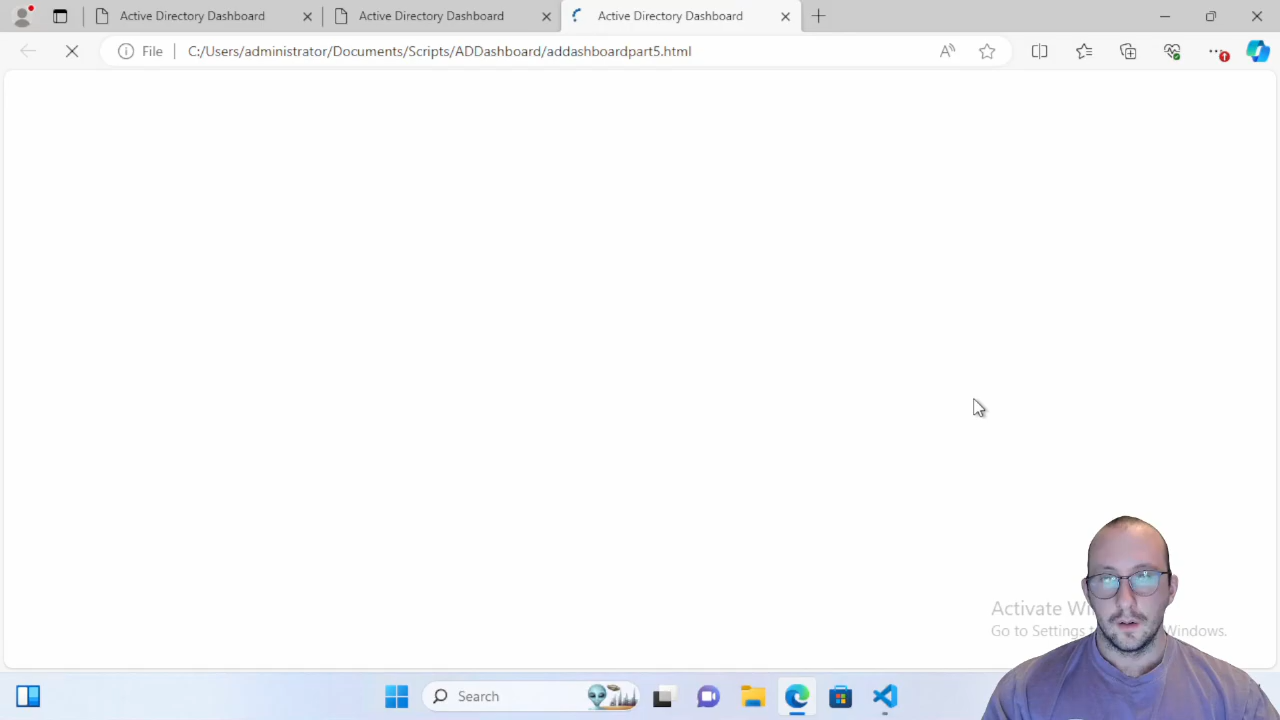 Active Directory Dashboard
Active Directory Dashboard
Active Directory Dashboard
File
C:/Users/administrator/Documents/Scripts/ADDashboard/addashboardpart5.html
Activate
Go to Settings Windows.
Search